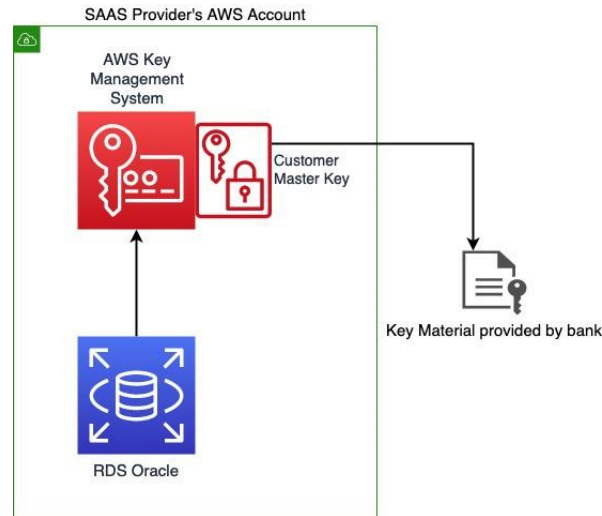 SAAS Provider's AWS Account
AWS Key
Management
System
Customer
Master Key
Key Material provided by bank
RDS Oracle